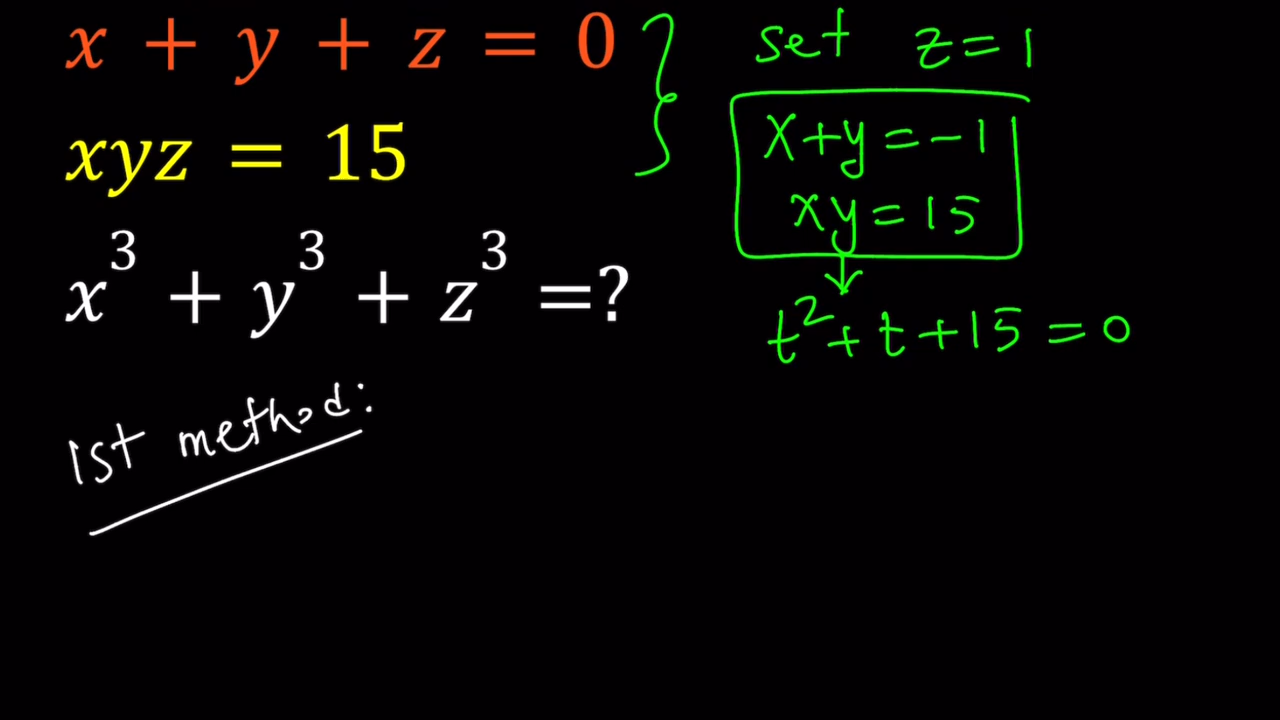 x + y + z = 0
xyz = 15
x³ + y³ + z³ =?
1st method:
set z = 1
x+y = -1
xy = 15
t² + t + 15 = 0